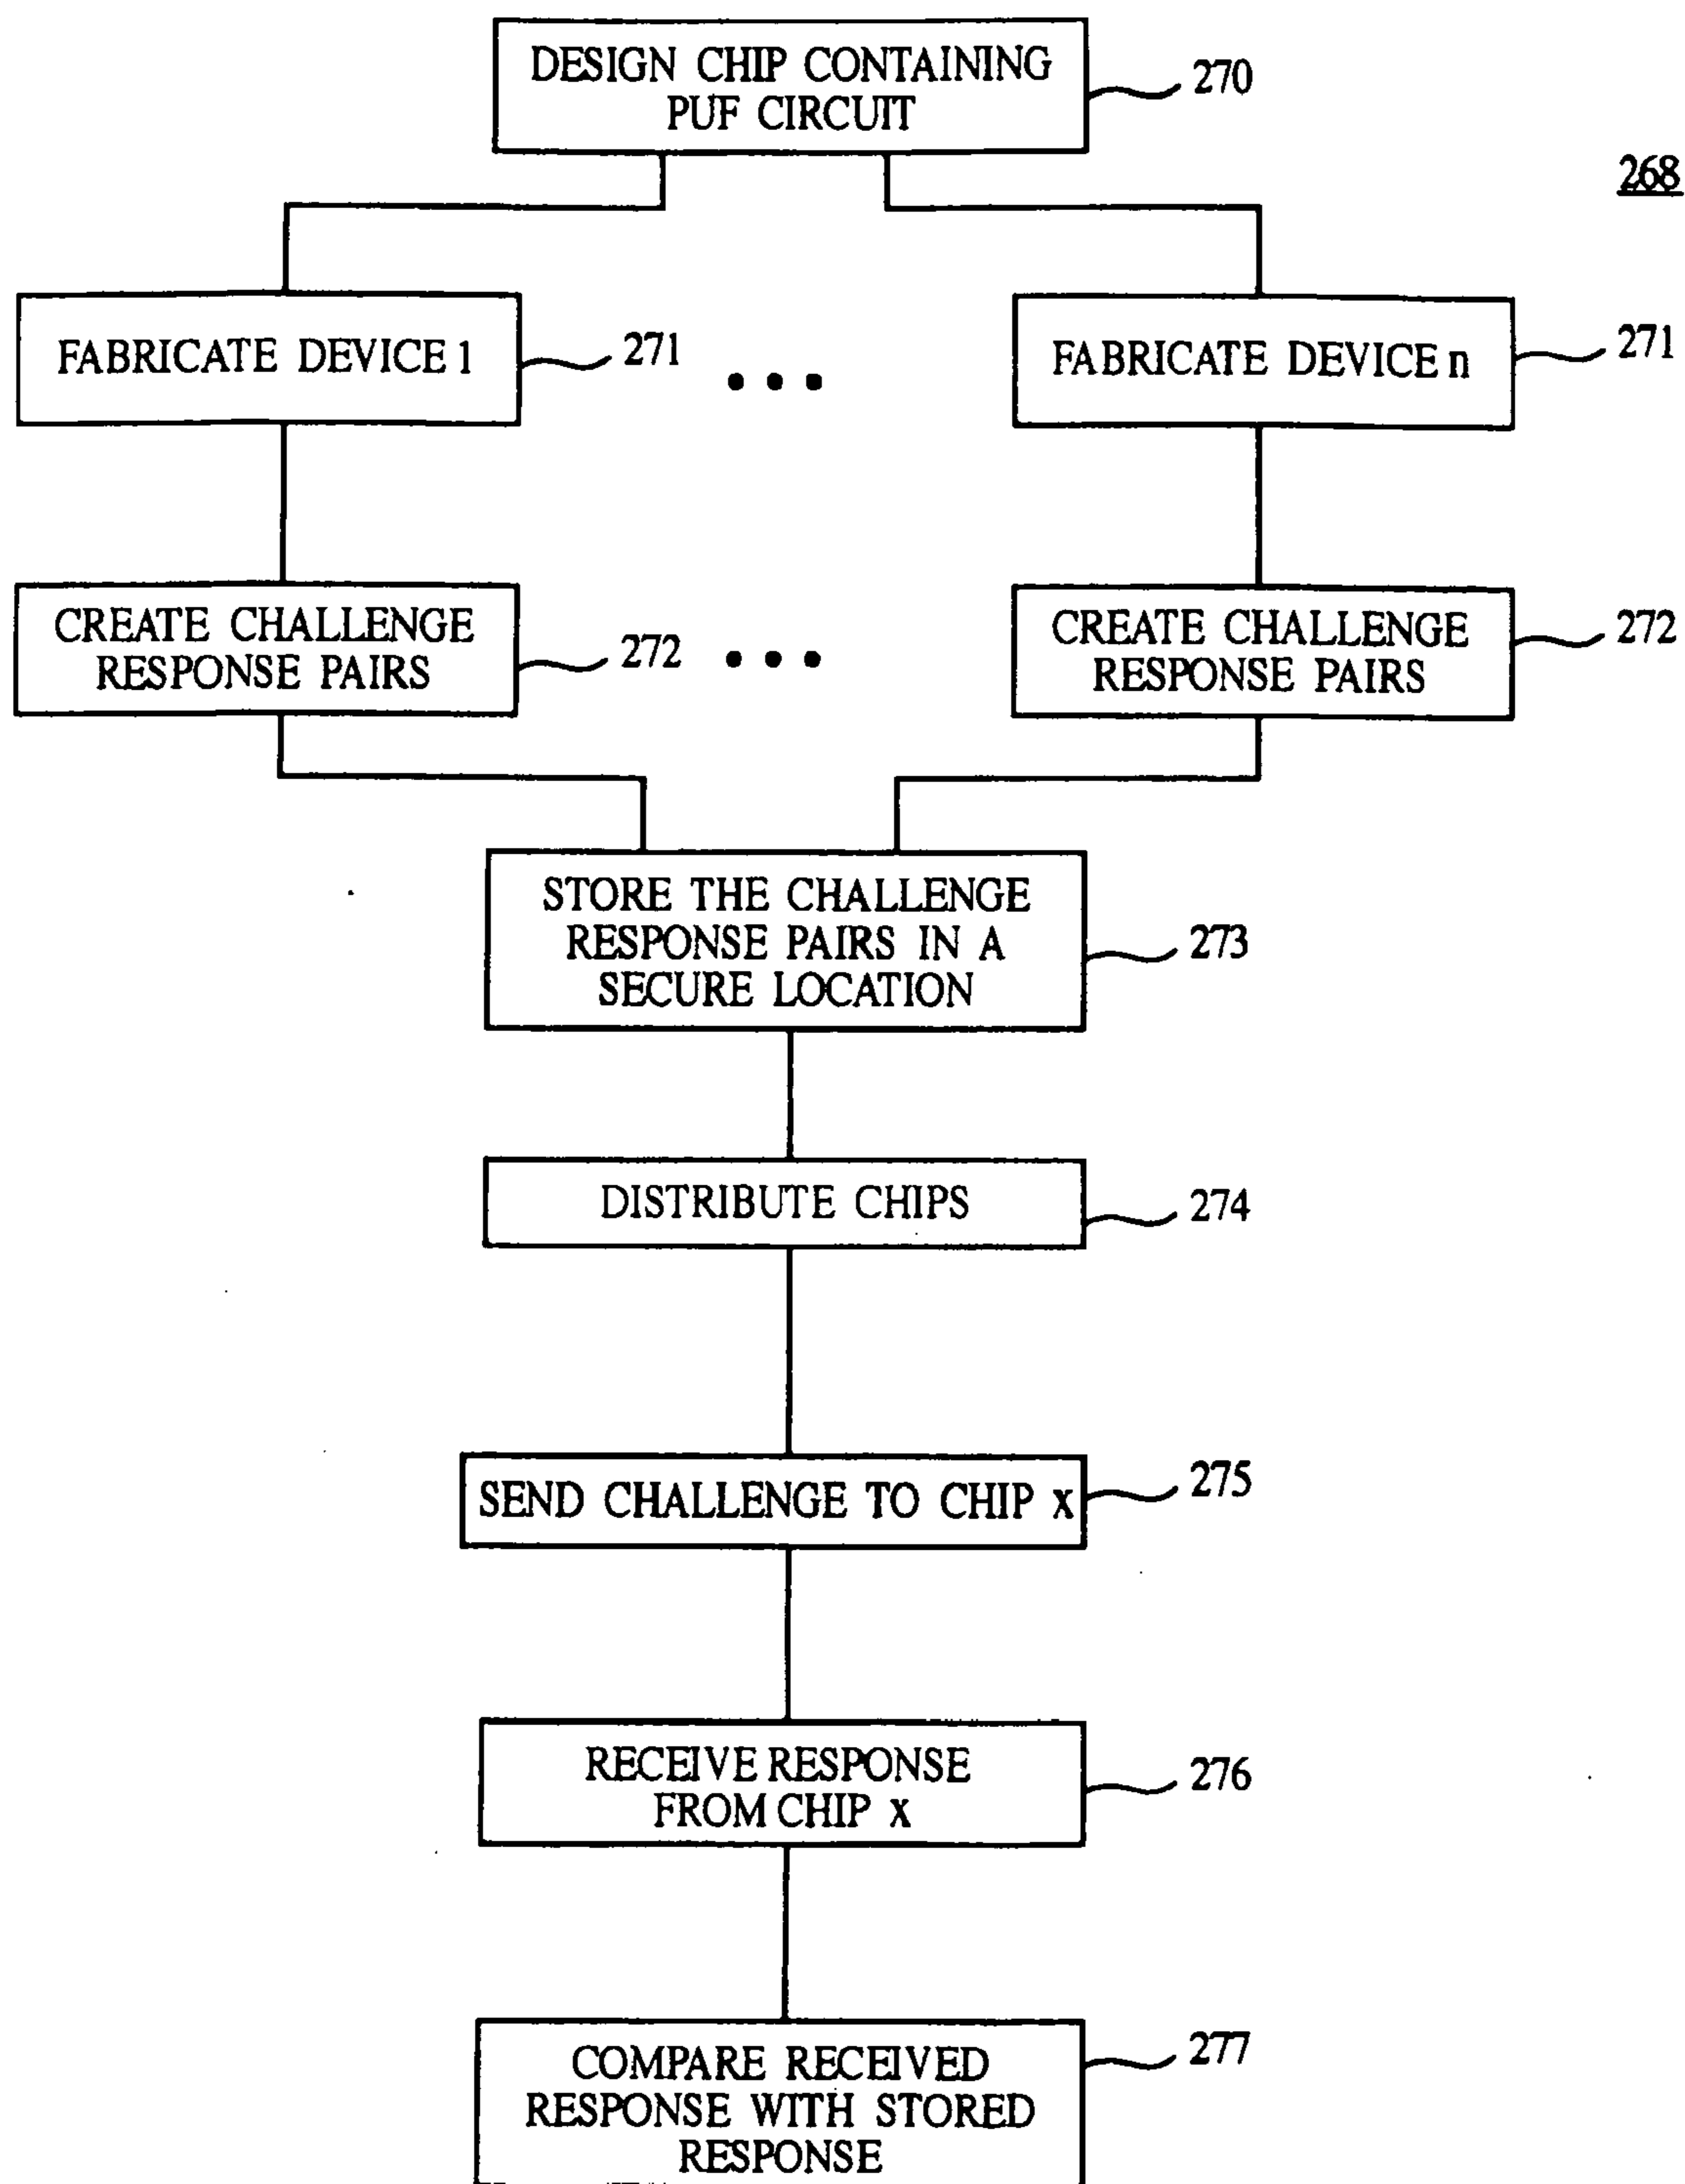 DESIGN CHIP CONTAINING
PUF CIRCUIT
270
268
FABRICATE DEVICE 1
271
• • •
FABRICATE DEVICE n
271
CREATE CHALLENGE
RESPONSE PAIRS
272
• • •
CREATE CHALLENGE
RESPONSE PAIRS
272
STORE THE CHALLENGE
RESPONSE PAIRS IN A
SECURE LOCATION
273
DISTRIBUTE CHIPS
274
SEND CHALLENGE TO CHIP X
275
RECEIVE RESPONSE
FROM CHIP X
276
COMPARE RECEIVED
RESPONSE WITH STORED
RESPONSE
277